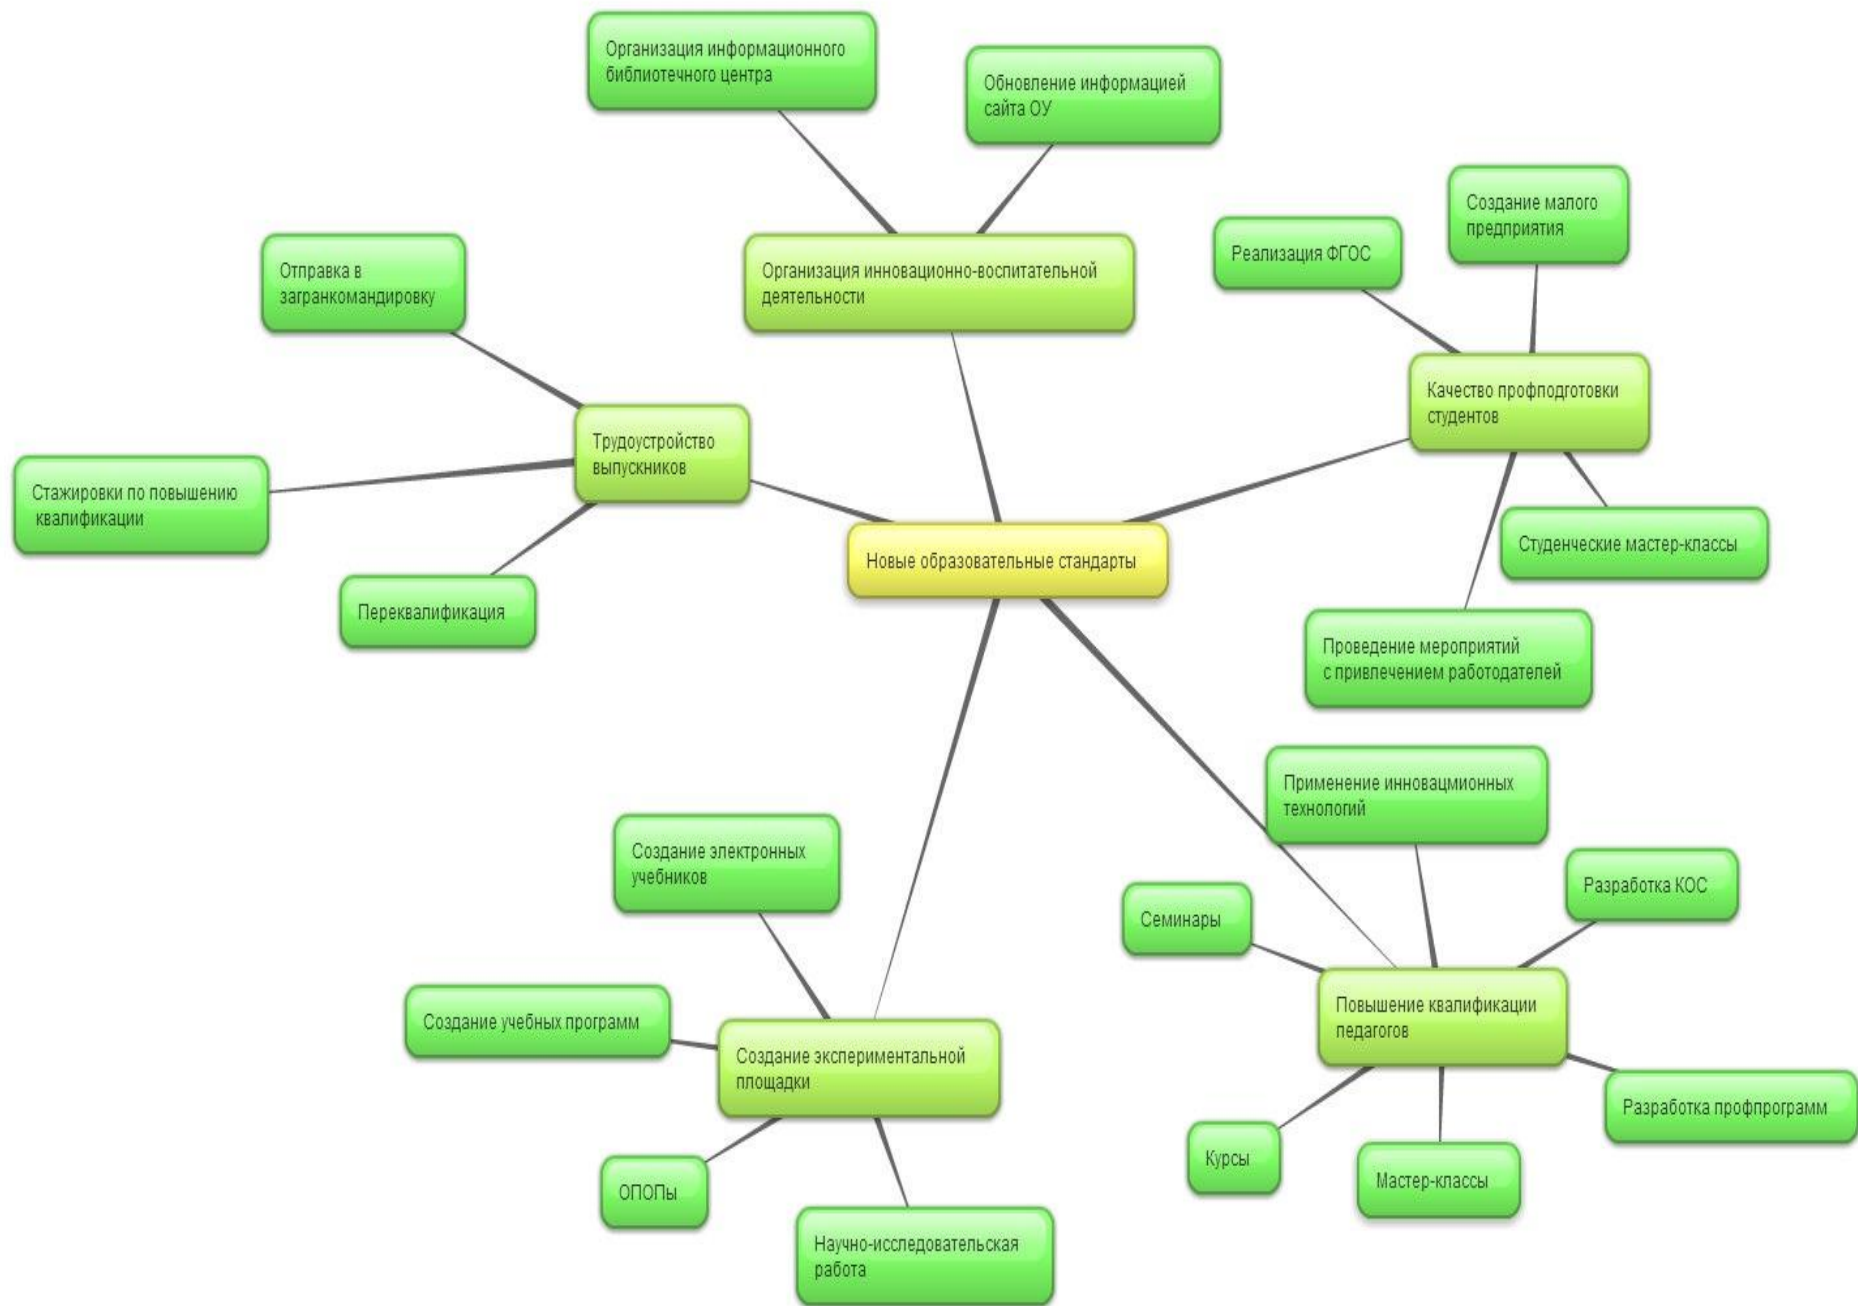 Организация информационного
библиотечного центра
Обновление информацией
сайта ОУ
Создание малого
предприятия
Реализация ФГОС
Отправка в
загранкомандировку
Организация инновационно-воспитательной
деятельности
Качество профподготовки
студентов
Трудоустройство
выпускников
Стажировки по повышению
квалификации
Студенческие мастер-классы
Новые образовательные стандарты
Переквалификация
Проведение мероприятий
с привлечением работодателей
Применение инновацмионных
технологий
Создание электронных
учебников
Разработка КОС
Семинары
Создание учебных программ
Повышение квалификации
педагогов
Создание экспериментальной
площадки
Разработка профпрограмм
Курсы
Мастер-классы
ОПОПы
Научно-исследовательская
работа